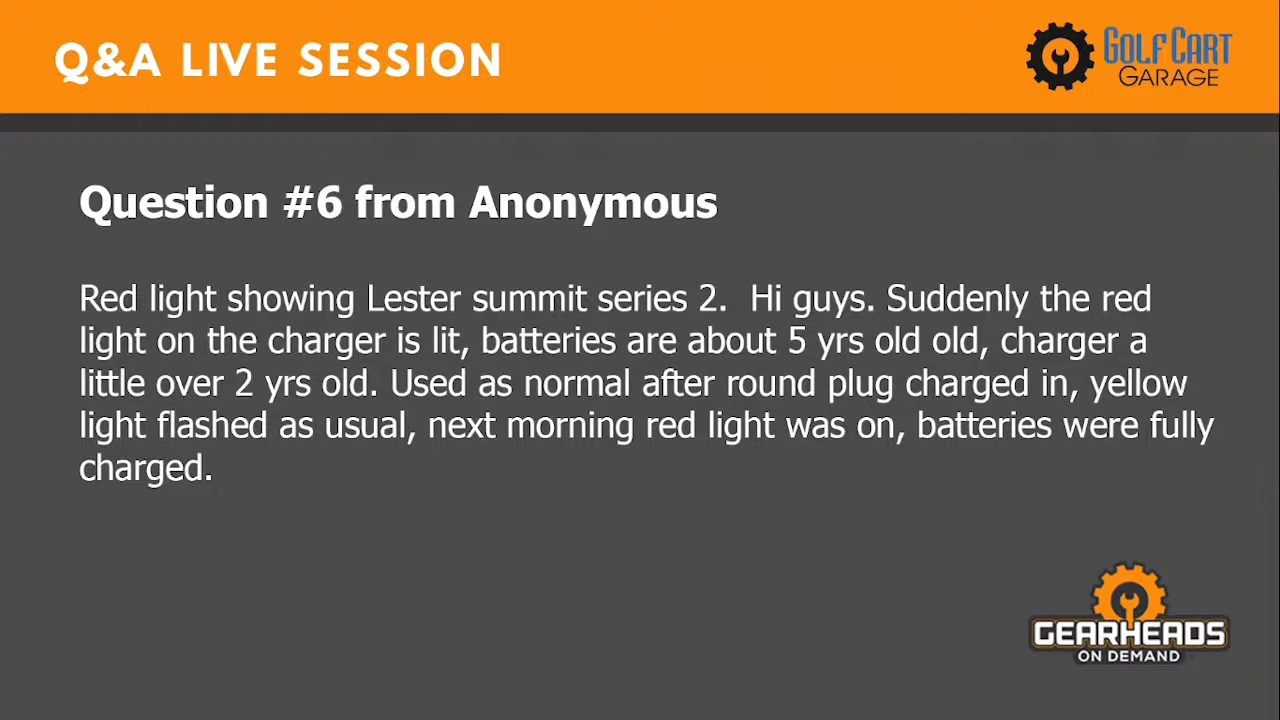 Q&A LIVE SESSION
GOLF CART
GARAGE
Question #6 from Anonymous
Red light showing Lester summit series 2.  Hi guys. Suddenly the red
light on the charger is lit, batteries are about 5 yrs old old, charger a
little over 2 yrs old. Used as normal after round plug charged in, yellow
light flashed as usual, next morning red light was on, batteries were fully
charged.
GEARHEADS
ON DEMAND